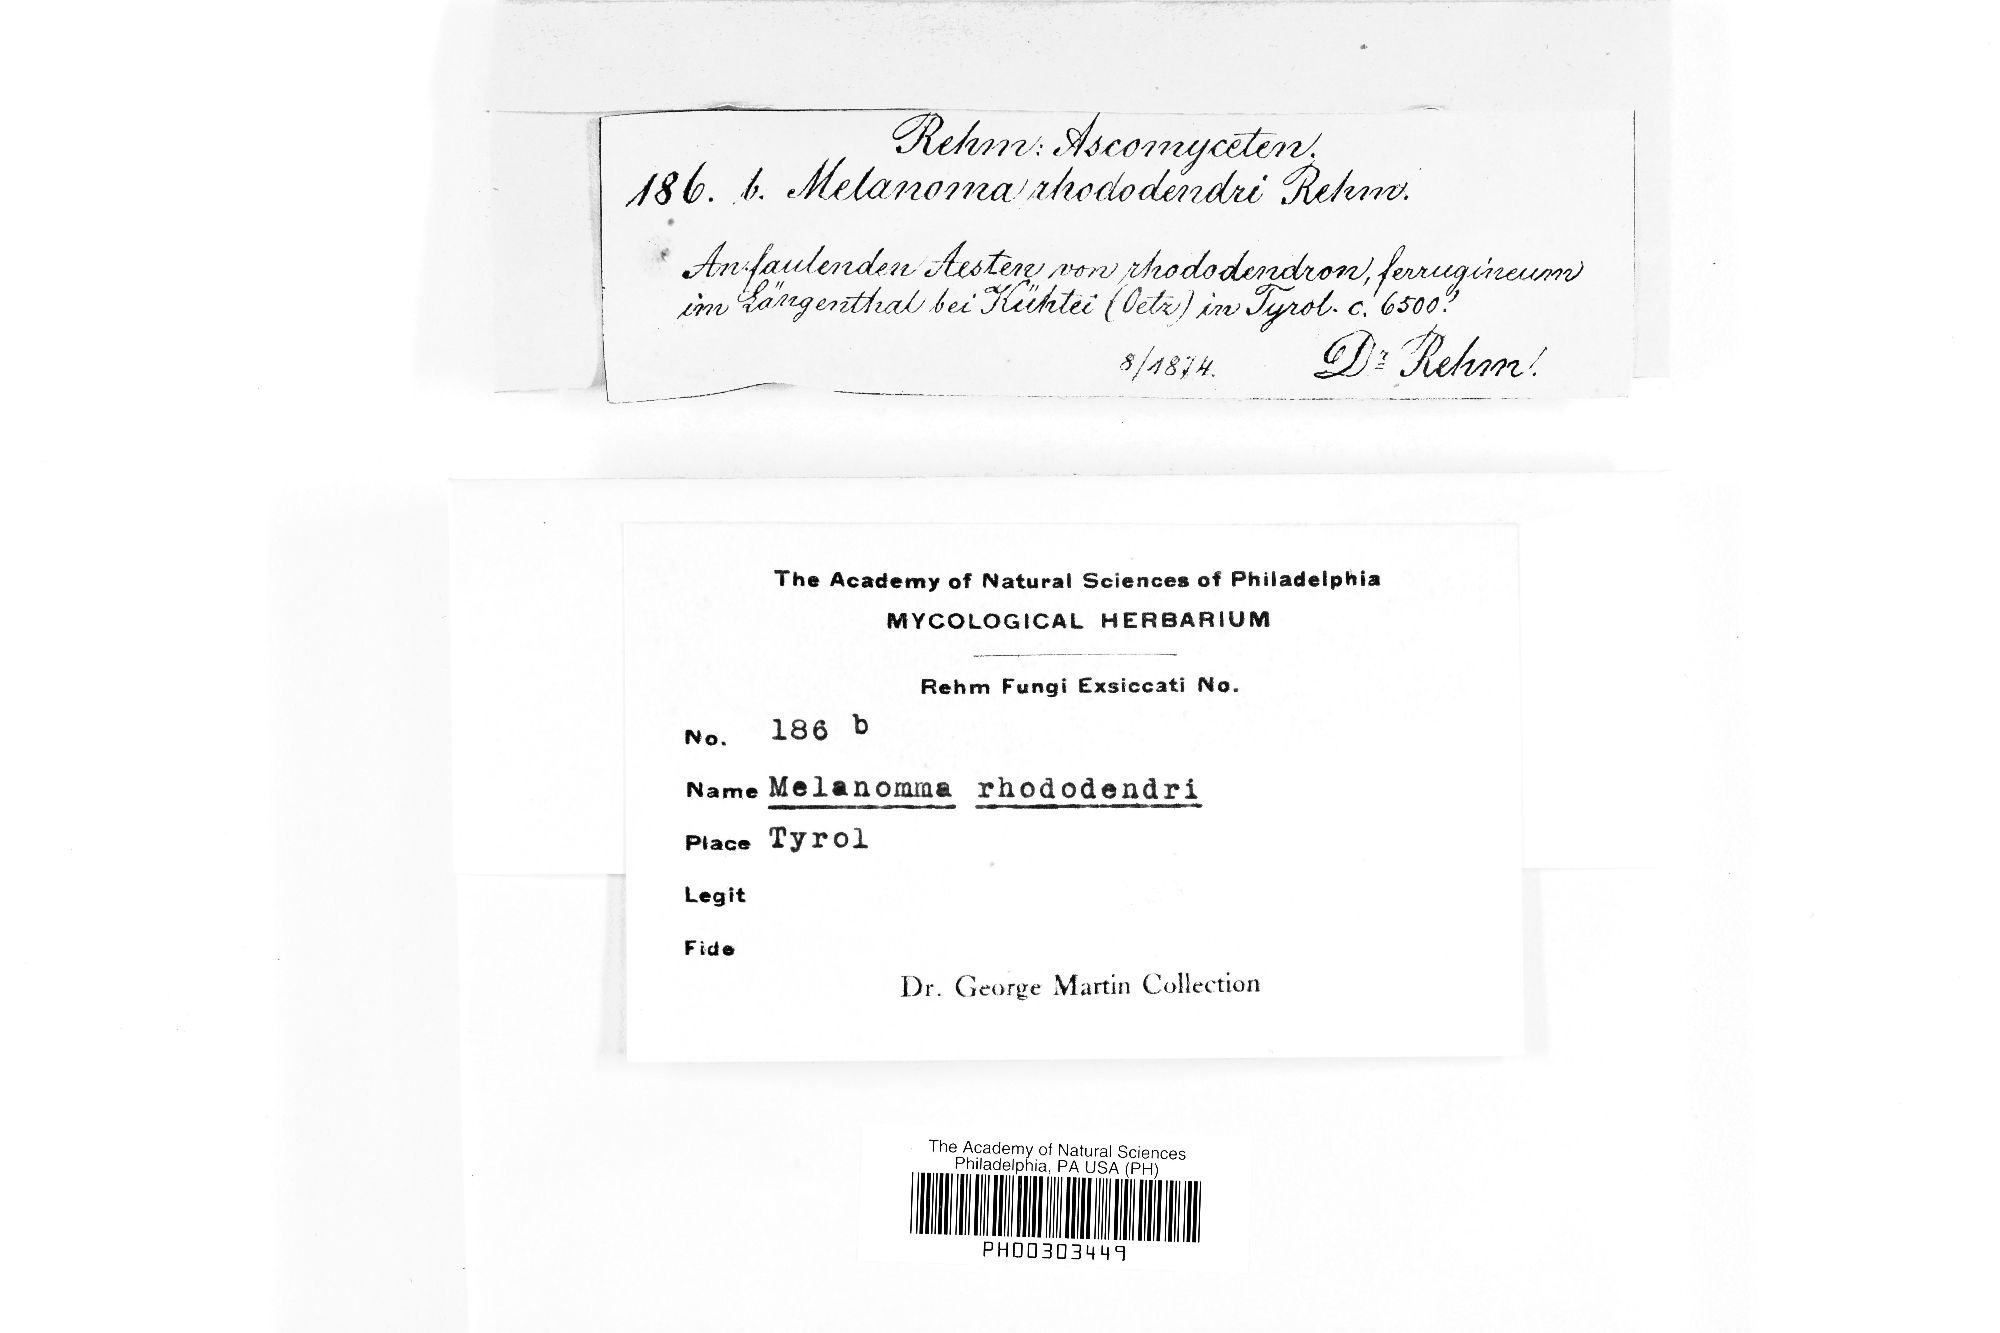 Rehm: Ascomyceten.
186. b. Melanoma rhododendri Rehm.
An faulenden Aesten von rhododendron, ferrugineum
im Längenthal bei Kühtei (Oetz) in Tyrol. c. 6500'.
8/1874. Dr Rehm!
The Academy of Natural Sciences of Philadelphia
MYCOLOGICAL HERBARIUM
Rehm Fungi Exsiccati No.
No. 186 b
Name Melanomma rhododendri
Place Tyrol
Legit
Fide
Dr. George Martin Collection
The Academy of Natural Sciences
Philadelphia, PA USA (PH)
PH00303449